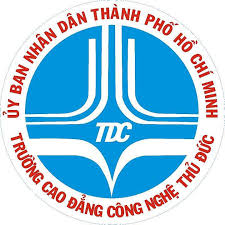 ỦY BAN NHÂN DÂN THÀNH PHỐ HỒ CHÍ MINH
TDC
TRƯỜNG CAO ĐẲNG CÔNG NGHỆ THỦ ĐỨC